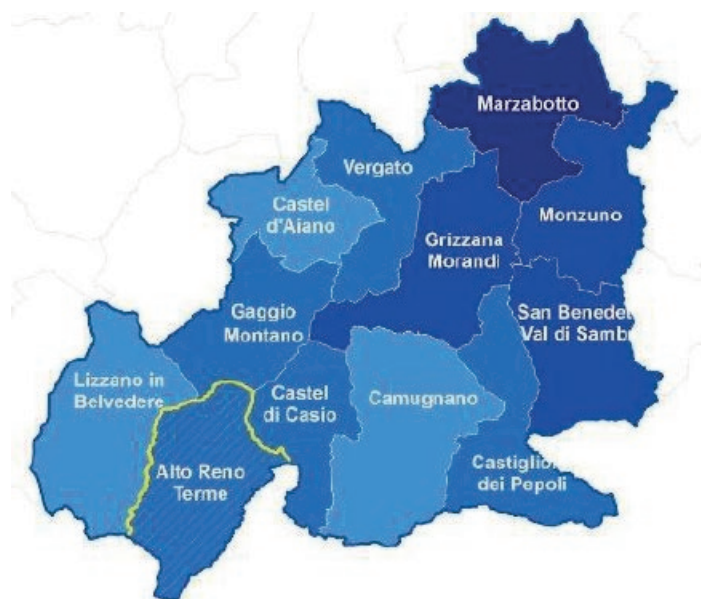 Marzabotto
Vergato
Monzuno
Castel
d'Aiano
Grizzana
Morandi
San Benedet
Val di Samb
Gaggio
Montano
Lizzano in
Belvedere
Castel
di Casio
Camugnano
Alto Reno
Terme
Castiglion
dei Pepoli